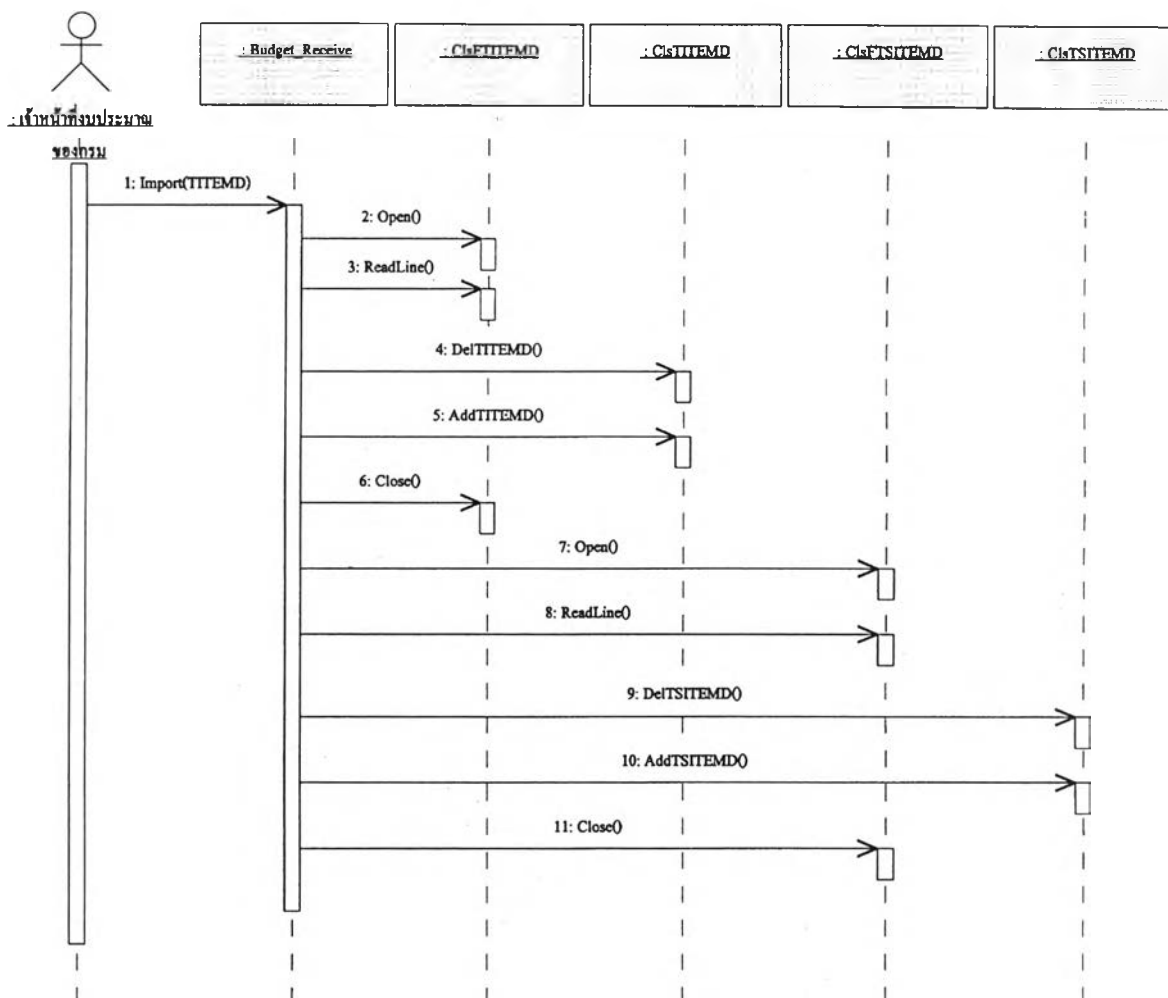 : Budget_Receive
: ClsFTITEMD
: ClsTITEMD
: ClsFTSITEMD
: ClsTSITEMD
: เจ้าหน้าที่งบประมาณ
ของกรม
1: Import(TITEMD)
2: Open()
3: ReadLine()
4: DelTITEMD()
5: AddTITEMD()
6: Close()
7: Open()
8: ReadLine()
9: DelTSITEMD()
10: AddTSITEMD()
11: Close()